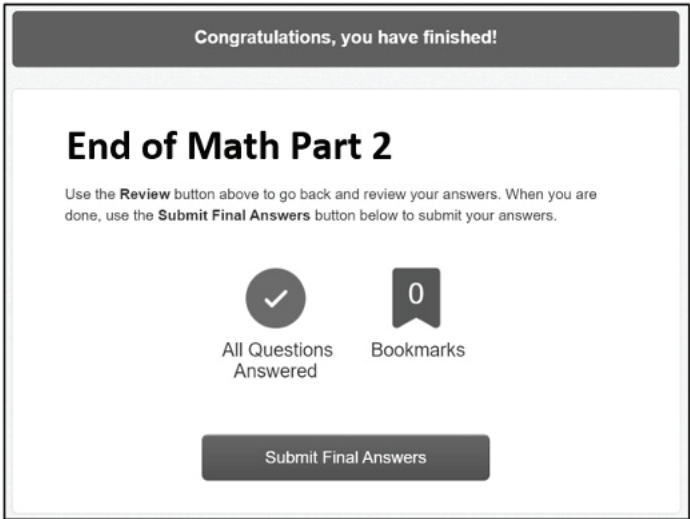 Congratulations, you have finished!
End of Math Part 2
Use the Review button above to go back and review your answers. When you are
done, use the Submit Final Answers button below to submit your answers.
0
All Questions
Answered
Bookmarks
Submit Final Answers